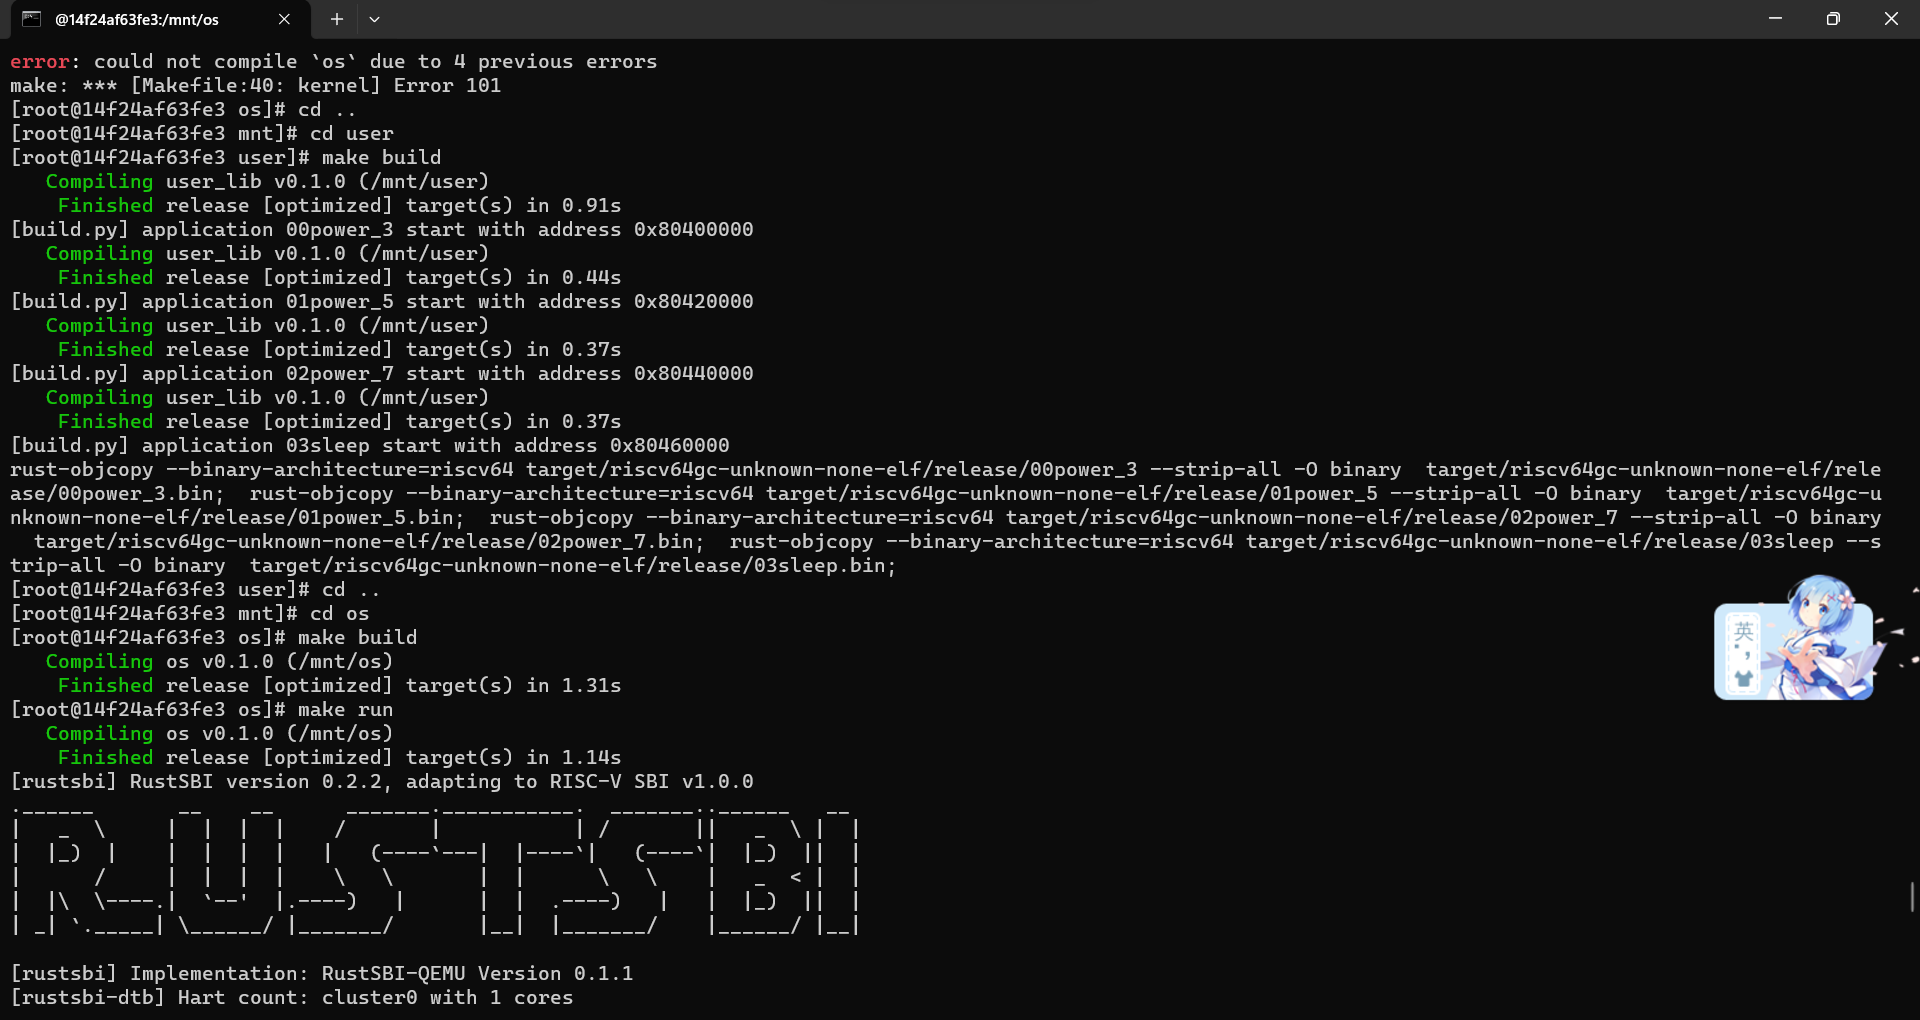 @14f24af63fe3:/mnt/os
error: could not compile `os` due to 4 previous errors
make: *** [Makefile:40: kernel] Error 101
[root@14f24af63fe3 os]# cd ..
[root@14f24af63fe3 mnt]# cd user
[root@14f24af63fe3 user]# make build
   Compiling user_lib v0.1.0 (/mnt/user)
    Finished release [optimized] target(s) in 0.91s
[build.py] application 00power_3 start with address 0x80400000
   Compiling user_lib v0.1.0 (/mnt/user)
    Finished release [optimized] target(s) in 0.44s
[build.py] application 01power_5 start with address 0x80420000
   Compiling user_lib v0.1.0 (/mnt/user)
    Finished release [optimized] target(s) in 0.37s
[build.py] application 02power_7 start with address 0x80440000
   Compiling user_lib v0.1.0 (/mnt/user)
    Finished release [optimized] target(s) in 0.37s
[build.py] application 03sleep start with address 0x80460000
rust-objcopy --binary-architecture=riscv64 target/riscv64gc-unknown-none-elf/release/00power_3 --strip-all -O binary  target/riscv64gc-unknown-none-elf/rele
ase/00power_3.bin;  rust-objcopy --binary-architecture=riscv64 target/riscv64gc-unknown-none-elf/release/01power_5 --strip-all -O binary  target/riscv64gc-u
nknown-none-elf/release/01power_5.bin;  rust-objcopy --binary-architecture=riscv64 target/riscv64gc-unknown-none-elf/release/02power_7 --strip-all -O binary
  target/riscv64gc-unknown-none-elf/release/02power_7.bin;  rust-objcopy --binary-architecture=riscv64 target/riscv64gc-unknown-none-elf/release/03sleep --s
trip-all -O binary  target/riscv64gc-unknown-none-elf/release/03sleep.bin;
[root@14f24af63fe3 user]# cd ..
[root@14f24af63fe3 mnt]# cd os
[root@14f24af63fe3 os]# make build
   Compiling os v0.1.0 (/mnt/os)
    Finished release [optimized] target(s) in 1.31s
[root@14f24af63fe3 os]# make run
   Compiling os v0.1.0 (/mnt/os)
    Finished release [optimized] target(s) in 1.14s
[rustsbi] RustSBI version 0.2.2, adapting to RISC-V SBI v1.0.0
RUSTSBI
[rustsbi] Implementation: RustSBI-QEMU Version 0.1.1
[rustsbi-dtb] Hart count: cluster0 with 1 cores
英